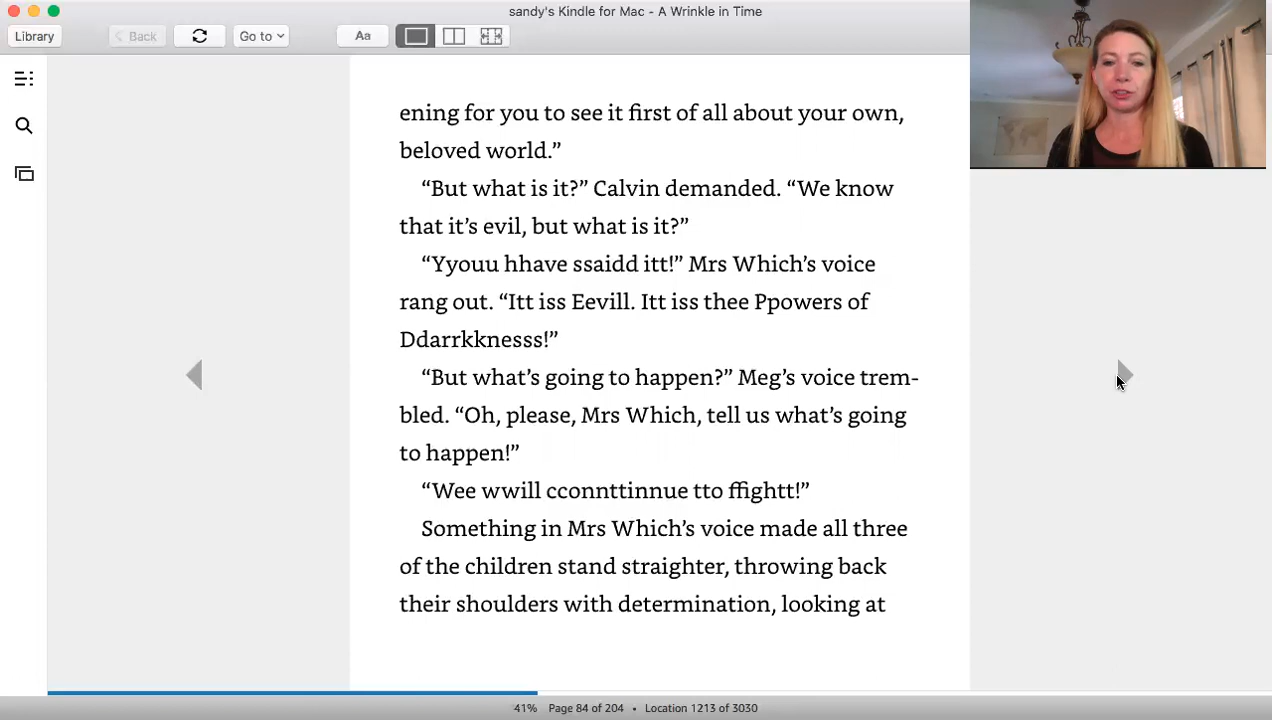 sandy's Kindle for Mac - A Wrinkle in Time
Library Back Go to Aa
ening for you to see it first of all about your own,
beloved world.”
“But what is it?” Calvin demanded. “We know
that it’s evil, but what is it?”
“Yyouu hhave ssaidd itt!” Mrs Which’s voice
rang out. “Itt iss Eevill. Itt iss thee Ppowers of
Ddarrkknesss!”
“But what’s going to happen?” Meg’s voice trem-
bled. “Oh, please, Mrs Which, tell us what’s going
to happen!”
“Wee wwill cconnttinnue tto ffightt!”
Something in Mrs Which’s voice made all three
of the children stand straighter, throwing back
their shoulders with determination, looking at
41% Page 84 of 204 • Location 1213 of 3030